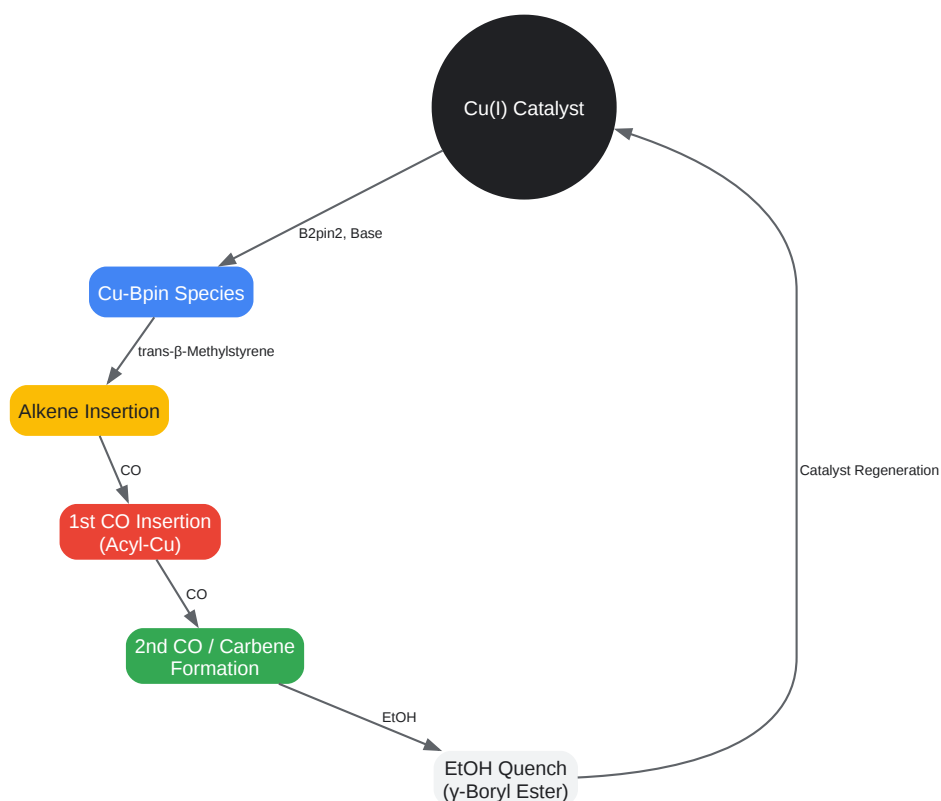 Cu(I) Catalyst
B2pin2, Base
Cu-Bpin Species
trans-β-Methylstyrene
Alkene Insertion
CO
Catalyst Regeneration
1st CO Insertion
(Acyl-Cu)
CO
2nd CO / Carbene
Formation
EtOH
EtOH Quench
(γ-Boryl Ester)